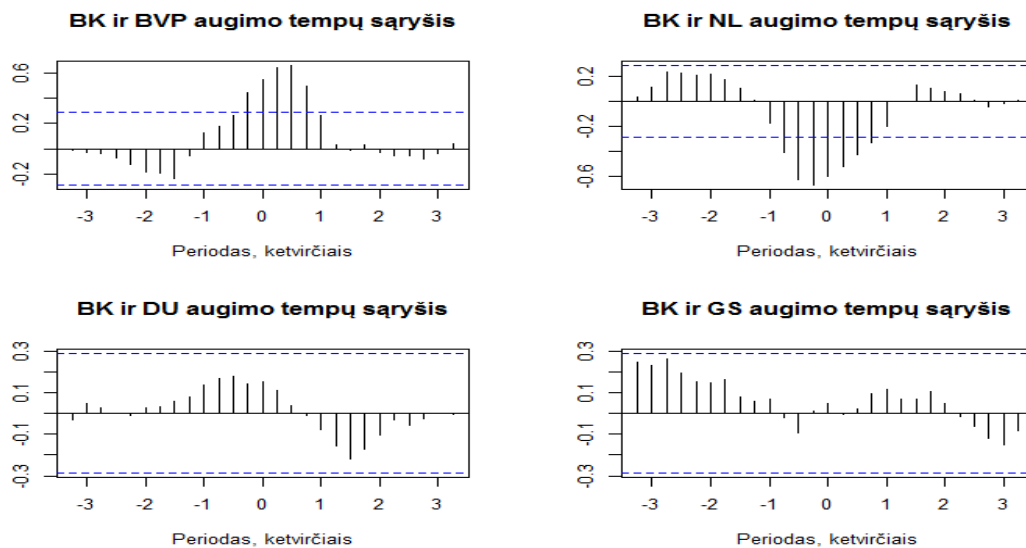 BK ir BVP augimo tempų sąryšis
0.6
0.2
-0.2
-3 -2 -1 0 1 2 3
Periodas, ketvirčiais
BK ir NL augimo tempų sąryšis
0.2
-0.2
-0.6
-3 -2 -1 0 1 2 3
Periodas, ketvirčiais
BK ir DU augimo tempų sąryšis
0.3
0.1
-0.1
-0.3
-3 -2 -1 0 1 2 3
Periodas, ketvirčiais
BK ir GS augimo tempų sąryšis
0.3
0.1
-0.1
-0.3
-3 -2 -1 0 1 2 3
Periodas, ketvirčiais